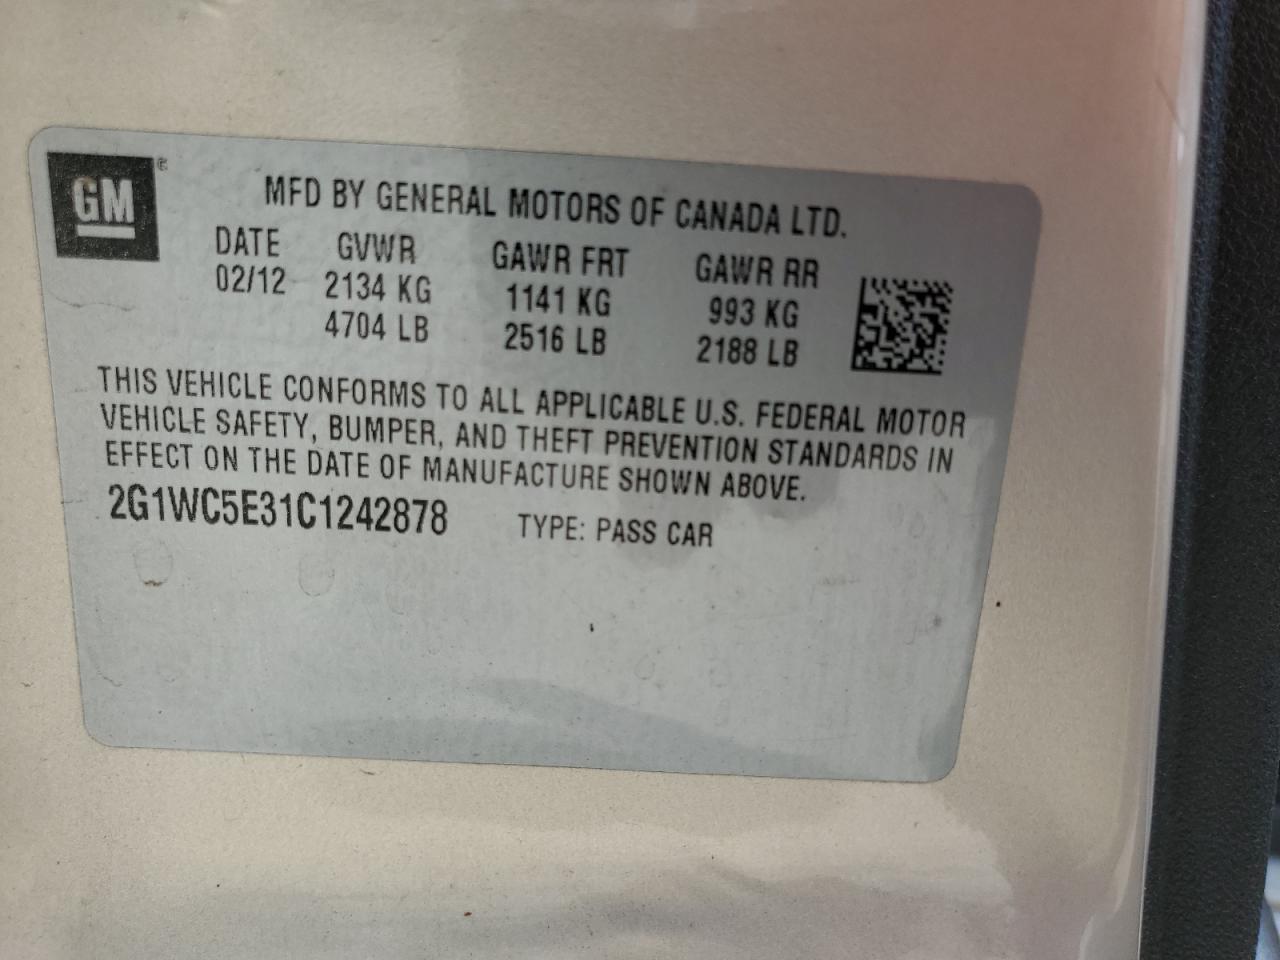 GM
MFD BY GENERAL MOTORS OF CANADA LTD.
DATE GVWR GAWR FRT GAWR RR
02/12 2134 KG 1141 KG 993 KG
4704 LB 2516 LB 2188 LB
THIS VEHICLE CONFORMS TO ALL APPLICABLE U.S. FEDERAL MOTOR
VEHICLE SAFETY, BUMPER, AND THEFT PREVENTION STANDARDS IN
EFFECT ON THE DATE OF MANUFACTURE SHOWN ABOVE.
2G1WC5E31C1242878 TYPE: PASS CAR